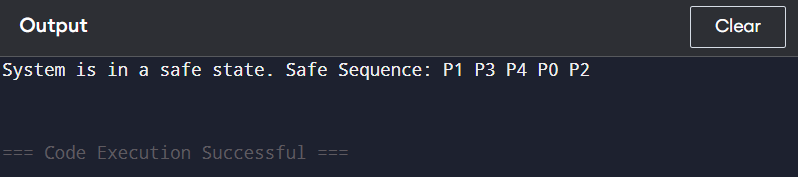 Output
Clear
System is in a safe state. Safe Sequence: P1 P3 P4 P0 P2
=== Code Execution Successful ===